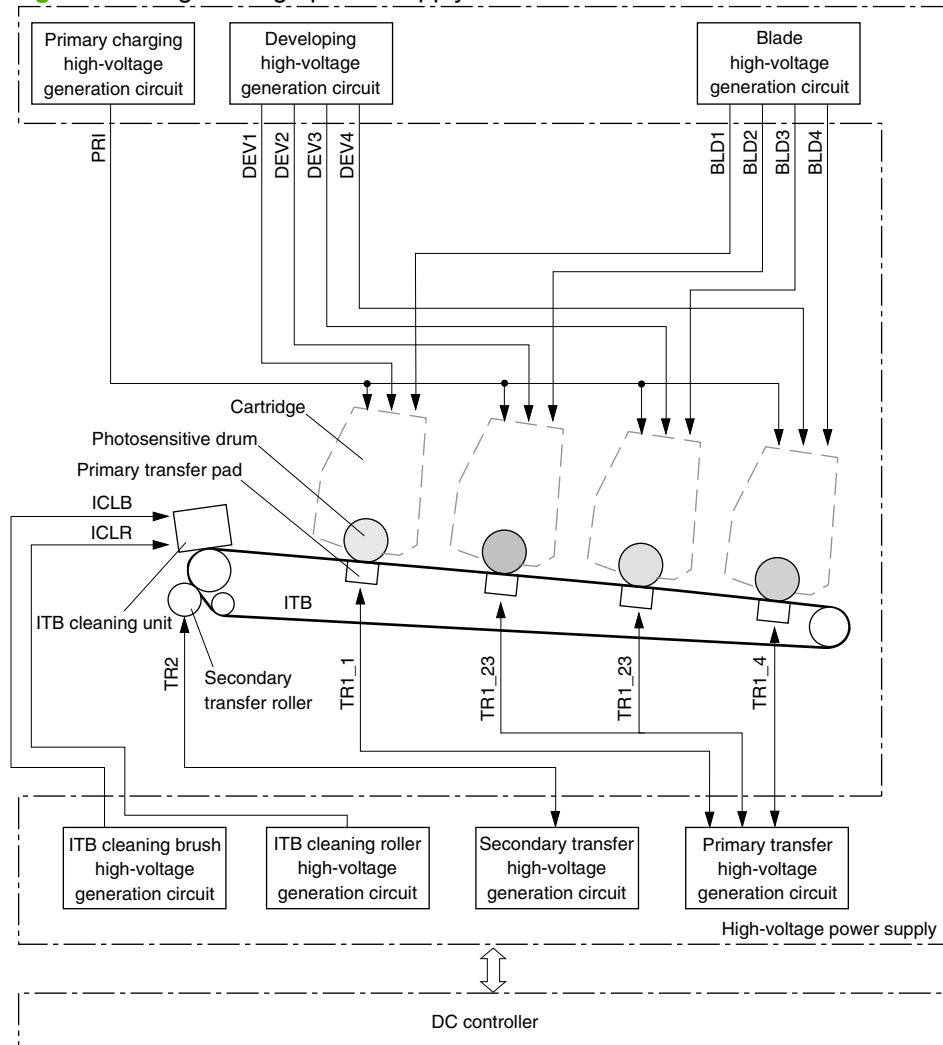 Primary charging
high-voltage
generation circuit
Developing
high-voltage
generation circuit
Blade
high-voltage
generation circuit
PRI
DEV1
DEV2
DEV3
DEV4
BLD1
BLD2
BLD3
BLD4
Cartridge
Photosensitive drum
Primary transfer pad
ICLB
ICLR
ITB cleaning unit
ITB
Secondary
transfer roller
TR2
TR1_1
TR1_23
TR1_23
TR1_4
ITB cleaning brush
high-voltage
generation circuit
ITB cleaning roller
high-voltage
generation circuit
Secondary transfer
high-voltage
generation circuit
Primary transfer
high-voltage
generation circuit
High-voltage power supply
DC controller